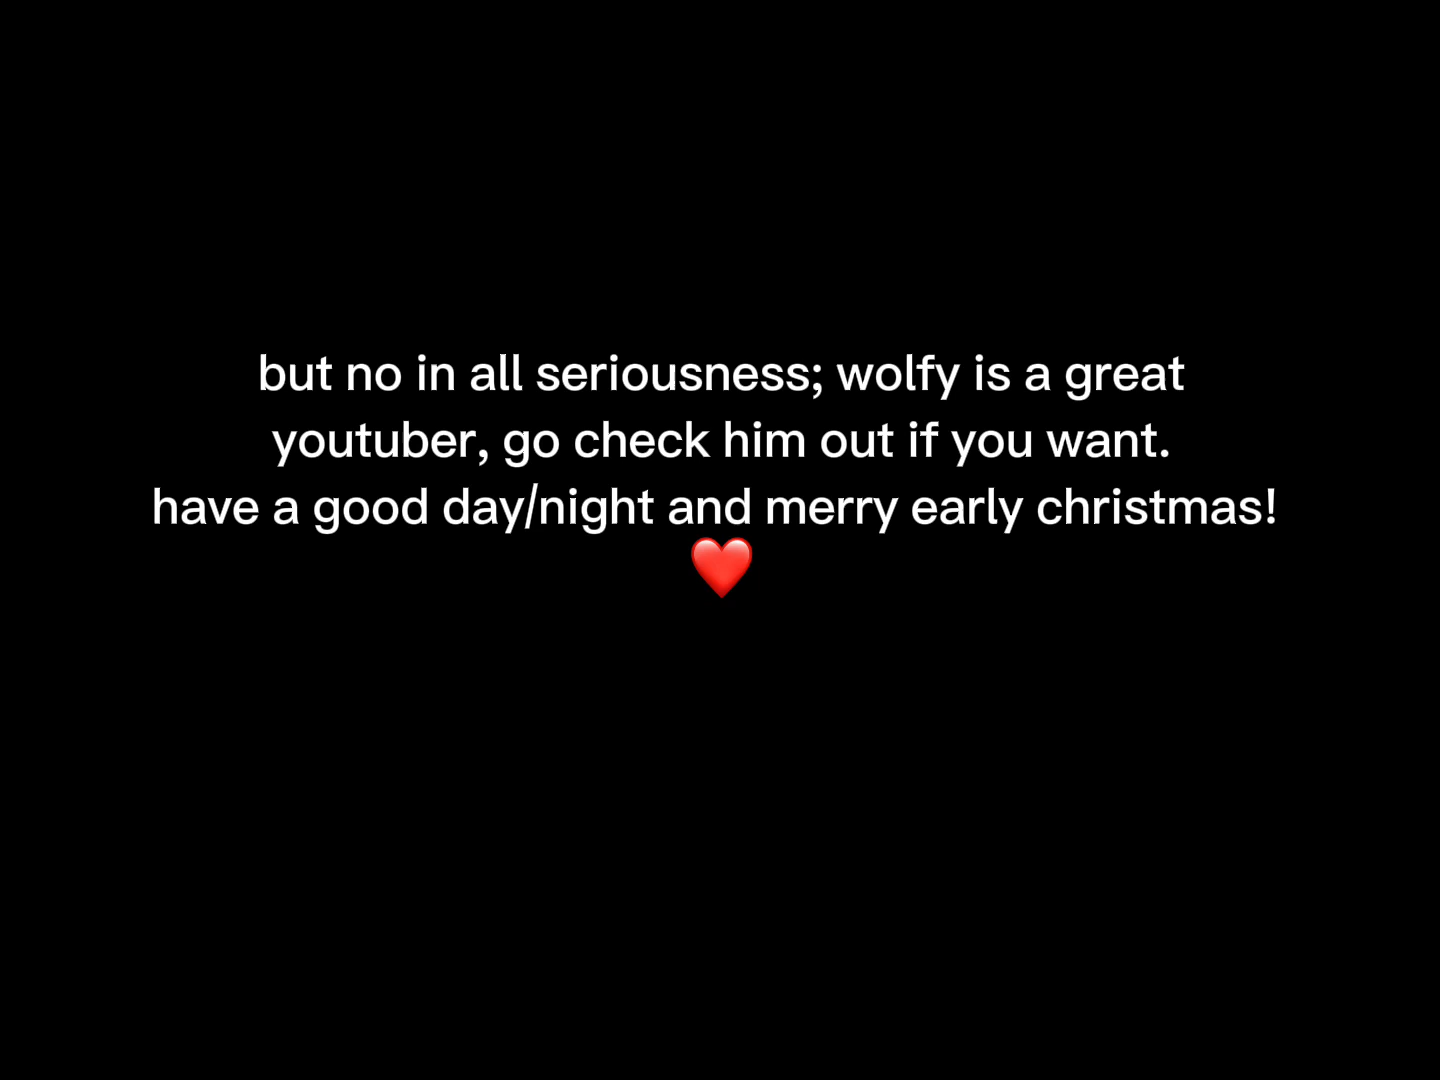 but no in all seriousness; wolfy is a great
youtuber, go check him out if you want.
have a good day/night and merry early christmas!
❤️